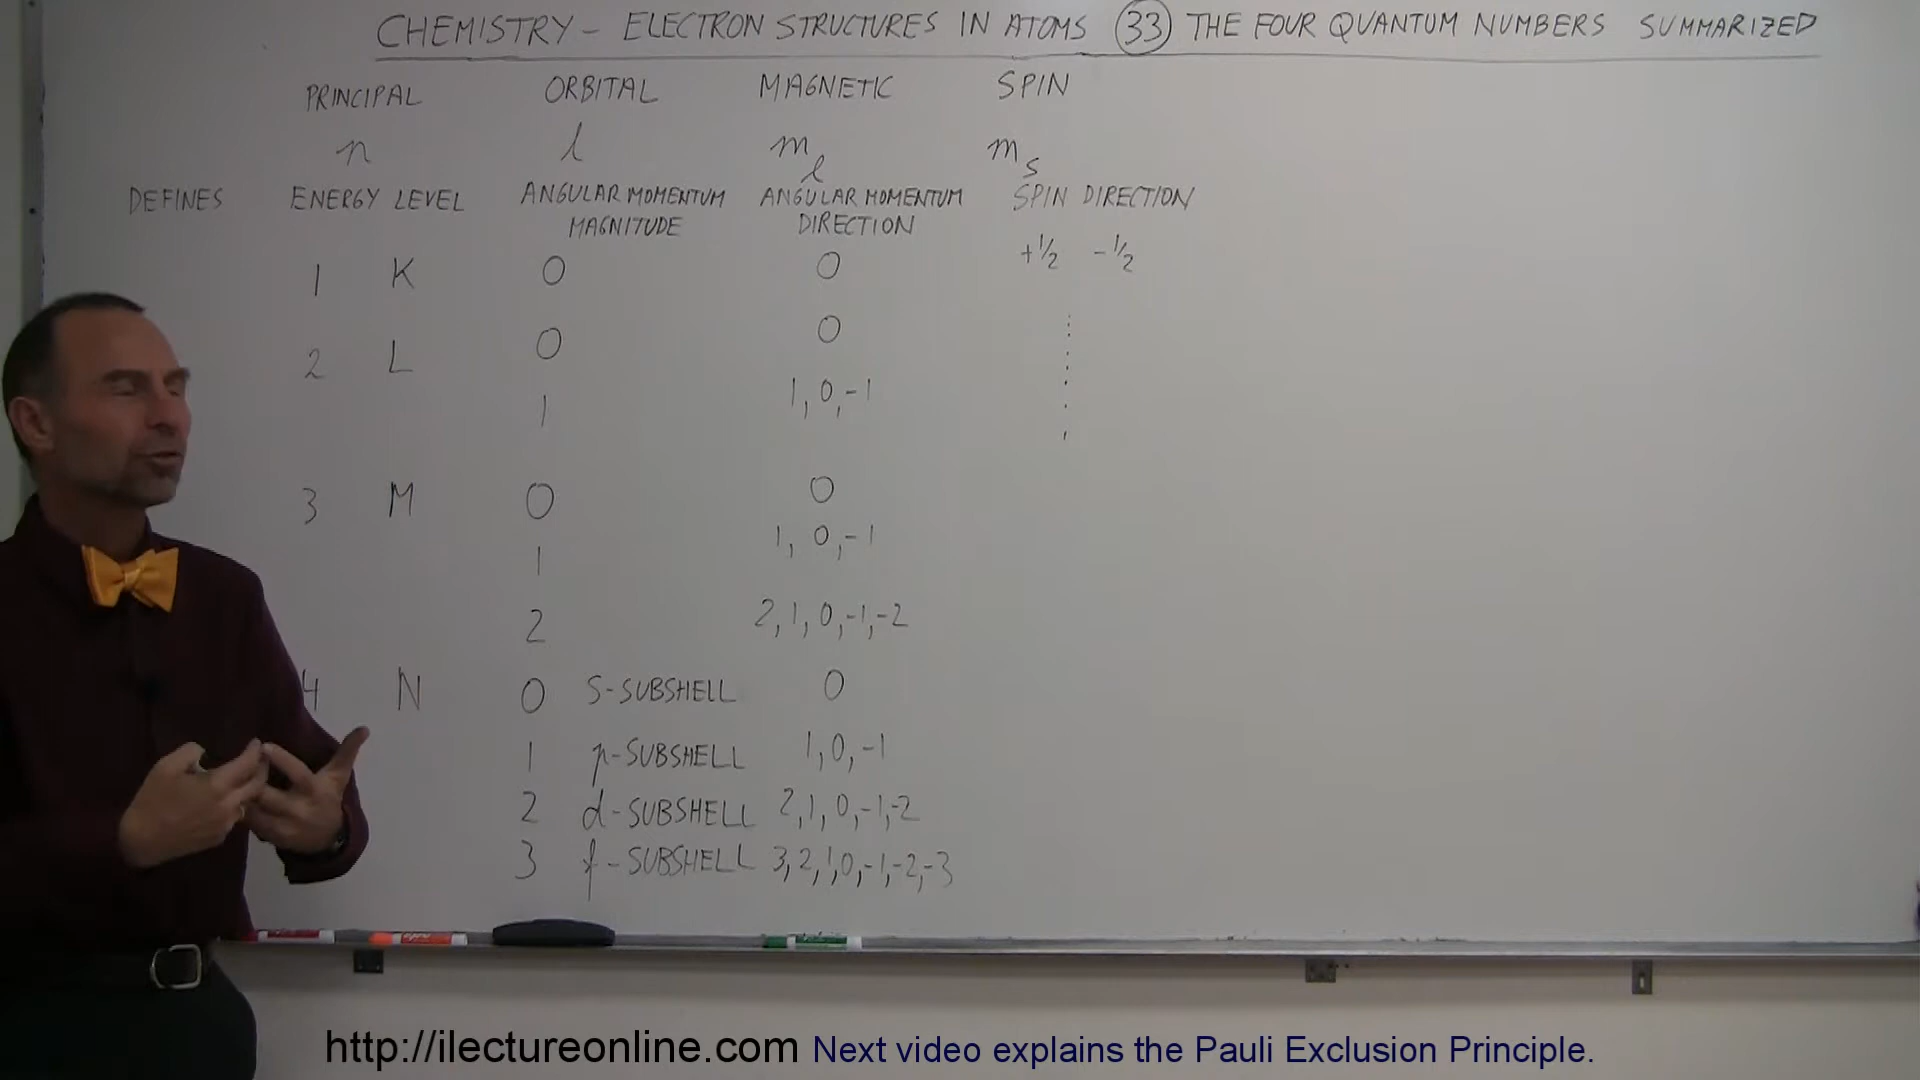 CHEMISTRY - ELECTRON STRUCTURES IN ATOMS 33 THE FOUR QUANTUM NUMBERS SUMMARIZED
PRINCIPAL ORBITAL MAGNETIC SPIN
n l m_l m_s
DEFINES ENERGY LEVEL ANGULAR MOMENTUM MAGNITUDE ANGULAR MOMENTUM DIRECTION SPIN DIRECTION
1 K 0 0 +1/2 -1/2
2 L 0 0
1 1, 0, -1
3 M 0 0
1 1, 0, -1
2 2, 1, 0, -1, -2
4 N 0 S-SUBSHELL 0
1 p-SUBSHELL 1, 0, -1
2 d-SUBSHELL 2, 1, 0, -1, -2
3 f-SUBSHELL 3, 2, 1, 0, -1, -2, -3
http://ilectureonline.com Next video explains the Pauli Exclusion Principle.